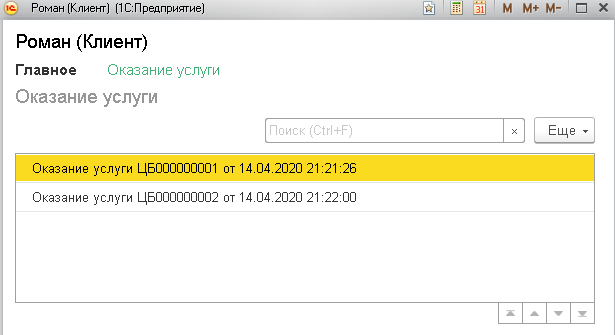 Роман (Клиент) (1С:Предприятие)
31 M M+ M-
Роман (Клиент)
Главное Оказание услуги
Оказание услуги
Поиск (Ctrl+F) × Еще
Оказание услуги ЦБ000000001 от 14.04.2020 21:21:26
Оказание услуги ЦБ000000002 от 14.04.2020 21:22:00